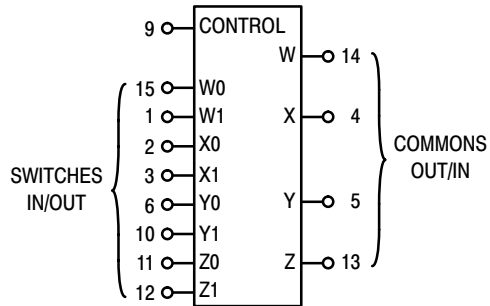 9 CONTROL
W 14
15 W0
1 W1
X 4
2 X0
3 X1
6 Y0
Y 5
10 Y1
11 Z0
Z 13
12 Z1
SWITCHES
IN/OUT
COMMONS
OUT/IN